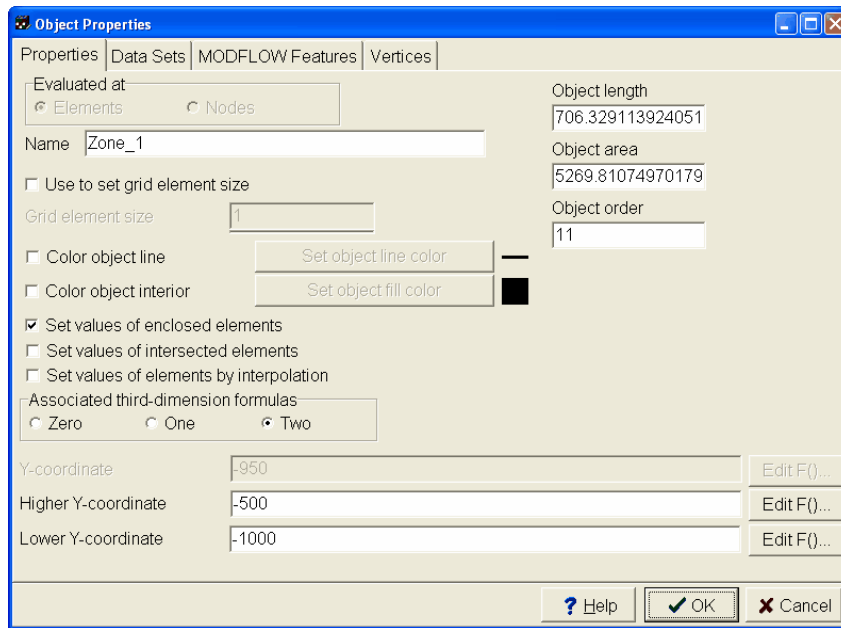 Object Properties
Properties Data Sets MODFLOW Features Vertices
Evaluated at
Elements Nodes
Name Zone_1
Use to set grid element size
Grid element size 1
Color object line Set object line color
Color object interior Set object fill color
Set values of enclosed elements
Set values of intersected elements
Set values of elements by interpolation
Associated third-dimension formulas
Zero One Two
Object length
706.329113924051
Object area
5269.81074970179
Object order
11
Y-coordinate -950 Edit F()...
Higher Y-coordinate -500 Edit F()...
Lower Y-coordinate -1000 Edit F()...
? Help OK Cancel